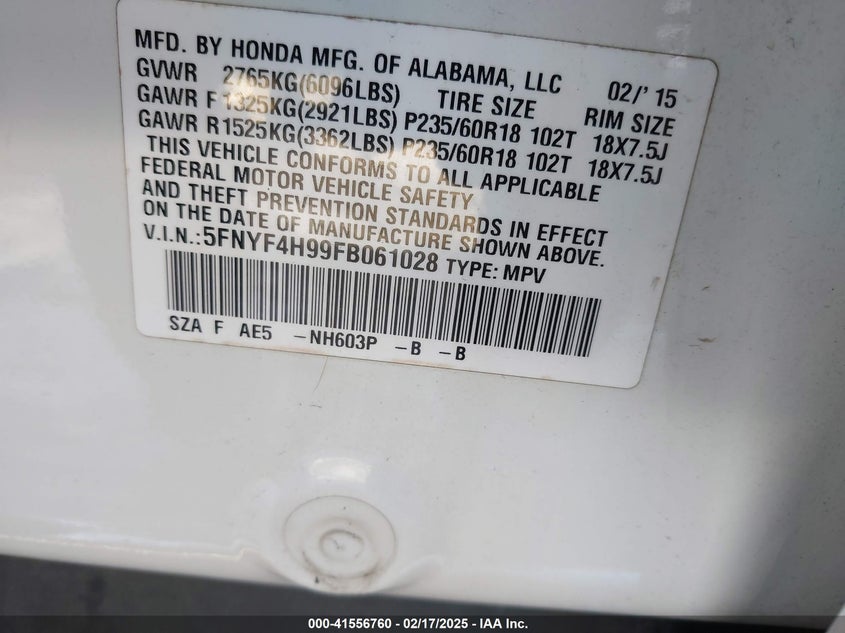 MFD. BY HONDA MFG. OF ALABAMA, LLC 02/' 15
GVWR 2765KG(6096LBS) TIRE SIZE RIM SIZE
GAWR F 1325KG(2921LBS) P235/60R18 102T 18X7.5J
GAWR R1525KG(3362LBS) P235/60R18 102T 18X7.5J
THIS VEHICLE CONFORMS TO ALL APPLICABLE
FEDERAL MOTOR VEHICLE SAFETY
AND THEFT PREVENTION STANDARDS IN EFFECT
ON THE DATE OF MANUFACTURE SHOWN ABOVE.
V.I.N.:5FNYF4H99FB061028 TYPE: MPV
SZA F AE5 -NH603P -B -B
000-41556760 - 02/17/2025 - IAA Inc.